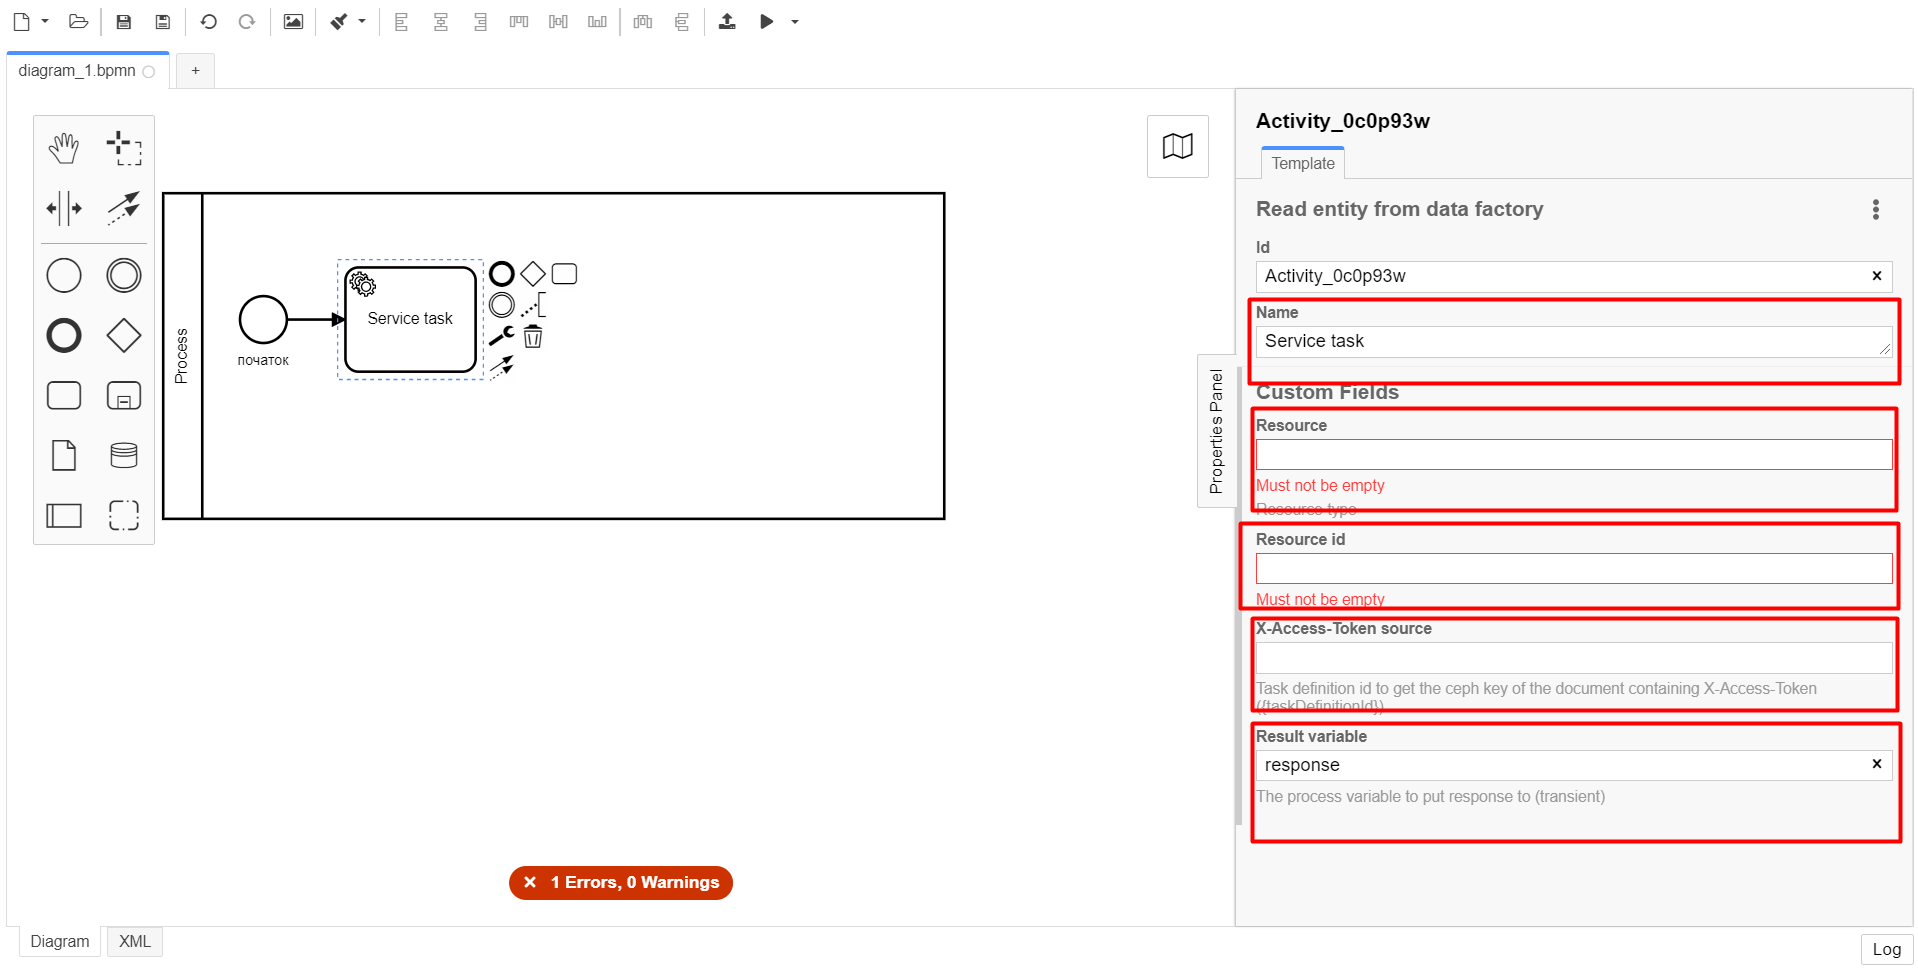 diagram_1.bpmn
+
Process
початок
Service task
Properties Panel
Activity_0c0p93w
Template
Read entity from data factory
Id
Activity_0c0p93w
Name
Service task
Custom Fields
Resource
Must not be empty
Resource type
Resource id
Must not be empty
X-Access-Token source
Task definition id to get the ceph key of the document containing X-Access-Token
({taskDefinitionId})
Result variable
response
The process variable to put response to (transient)
1 Errors, 0 Warnings
Diagram
XML
Log